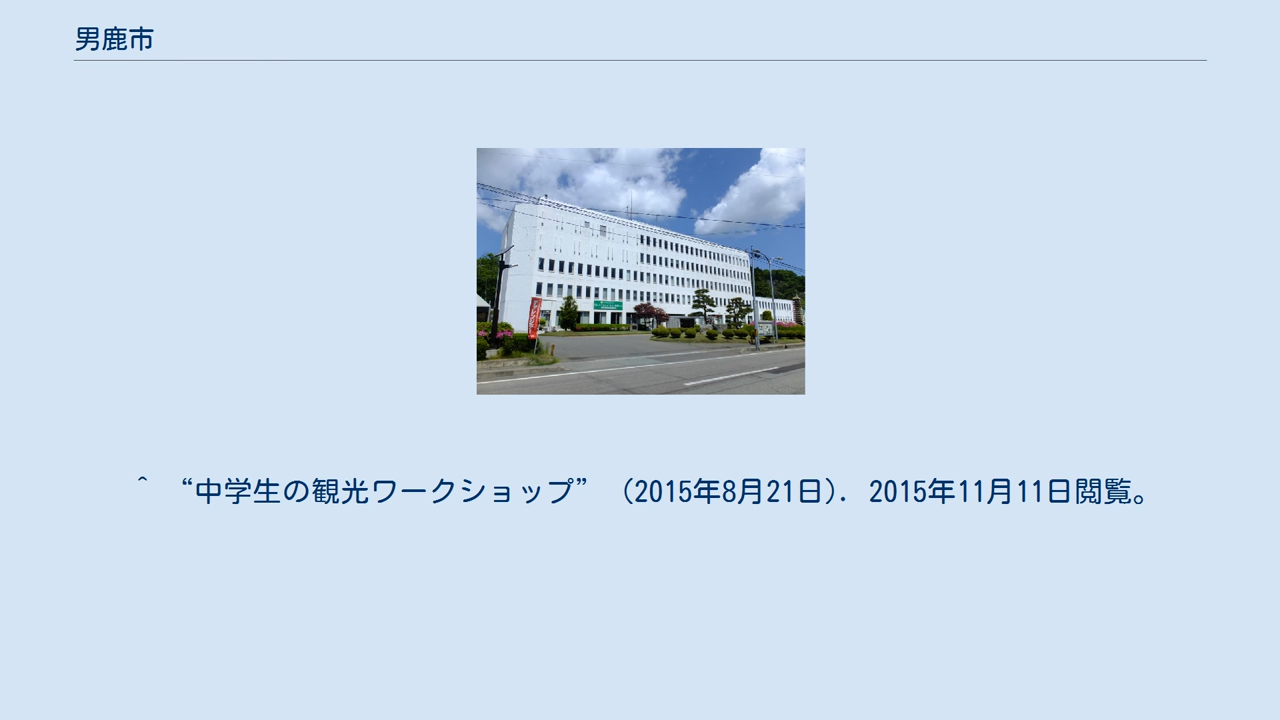 男鹿市
^ “中学生の観光ワークショップ” (2015年8月21日). 2015年11月11日閲覧。